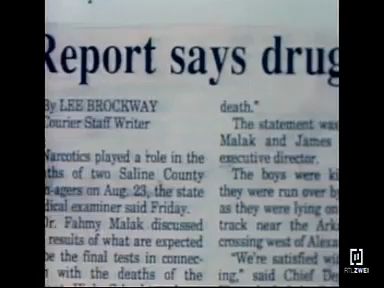 Report says drug
By LEE BROCKWAY
Courier Staff Writer
Narcotics played a role in the
ths of two Saline County
n-agers on Aug. 23, the state
dical examiner said Friday.
Dr. Fahmy Malak discussed
results of what are expected
be the final tests in connec-
with the deaths of the
death."
The statement was
Malak and James
executive director.
The boys were ki
they were run over b
as they were lying on
track near the Ark
crossing west of Alexa
"We're satisfied wi
ing," said Chief De
RTLZWEI